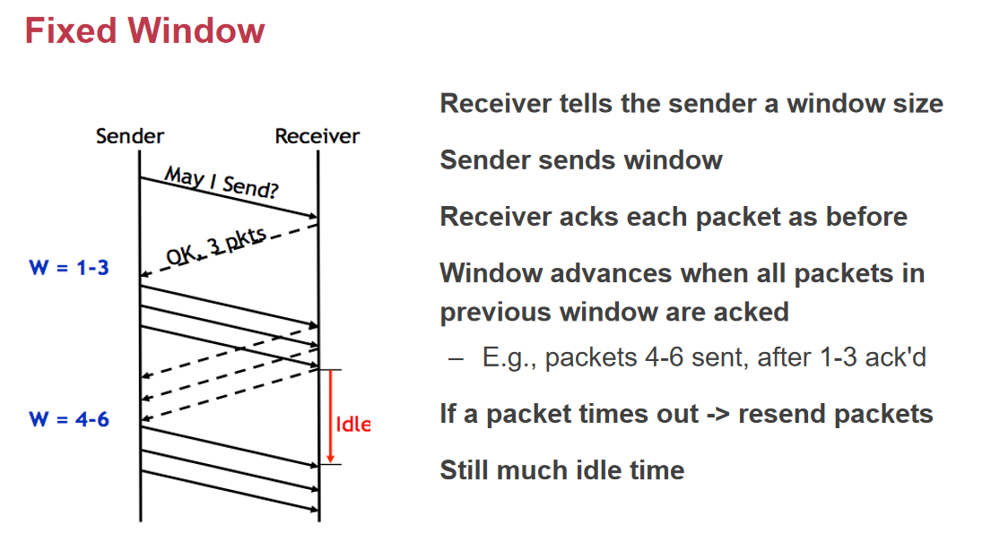 Fixed Window
Sender
Receiver
May I Send?
OK, 3 pkts
W = 1-3
W = 4-6
Idle
Receiver tells the sender a window size
Sender sends window
Receiver acks each packet as before
Window advances when all packets in
previous window are acked
– E.g., packets 4-6 sent, after 1-3 ack'd
If a packet times out -> resend packets
Still much idle time